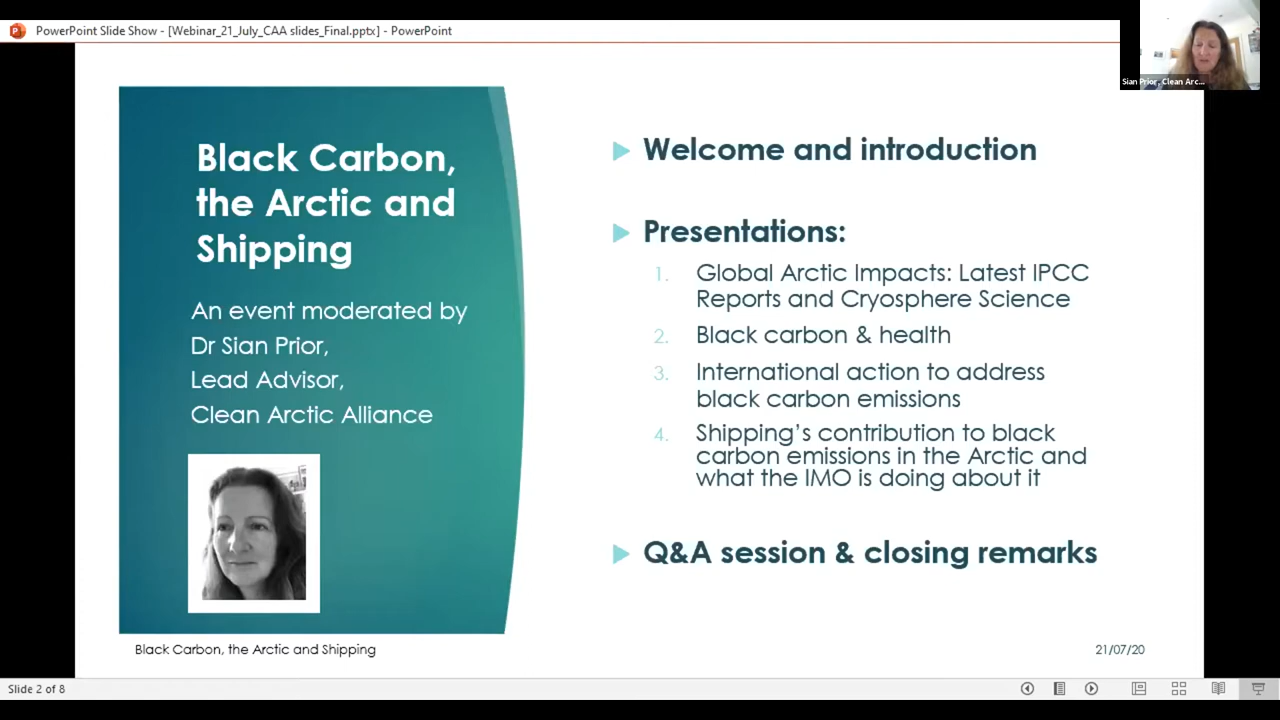 PowerPoint Slide Show - [Webinar_21_July_CAA slides_Final.pptx] - PowerPoint
Sian Prior, Clean Arc...
Black Carbon,
the Arctic and
Shipping
An event moderated by
Dr Sian Prior,
Lead Advisor,
Clean Arctic Alliance
Welcome and introduction
Presentations:
1. Global Arctic Impacts: Latest IPCC
Reports and Cryosphere Science
2. Black carbon & health
3. International action to address
black carbon emissions
4. Shipping’s contribution to black
carbon emissions in the Arctic and
what the IMO is doing about it
Q&A session & closing remarks
Black Carbon, the Arctic and Shipping
21/07/20
Slide 2 of 8